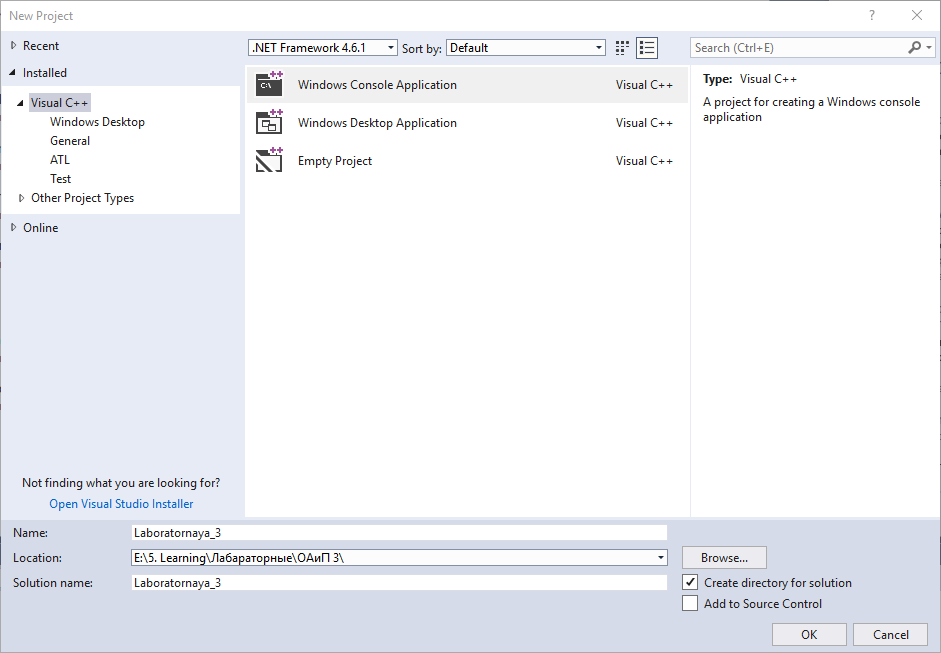 New Project
?
Recent
.NET Framework 4.6.1 Sort by: Default
Search (Ctrl+E)
Installed
Visual C++
Windows Desktop
General
ATL
Test
Other Project Types
Online
Windows Console Application Visual C++
Windows Desktop Application Visual C++
Empty Project Visual C++
Type: Visual C++
A project for creating a Windows console
application
Not finding what you are looking for?
Open Visual Studio Installer
Name: Laboratornaya_3
Location: E:\5. Learning\Лабараторные\ОАиП 3\ Browse...
Solution name: Laboratornaya_3
Create directory for solution
Add to Source Control
OK Cancel